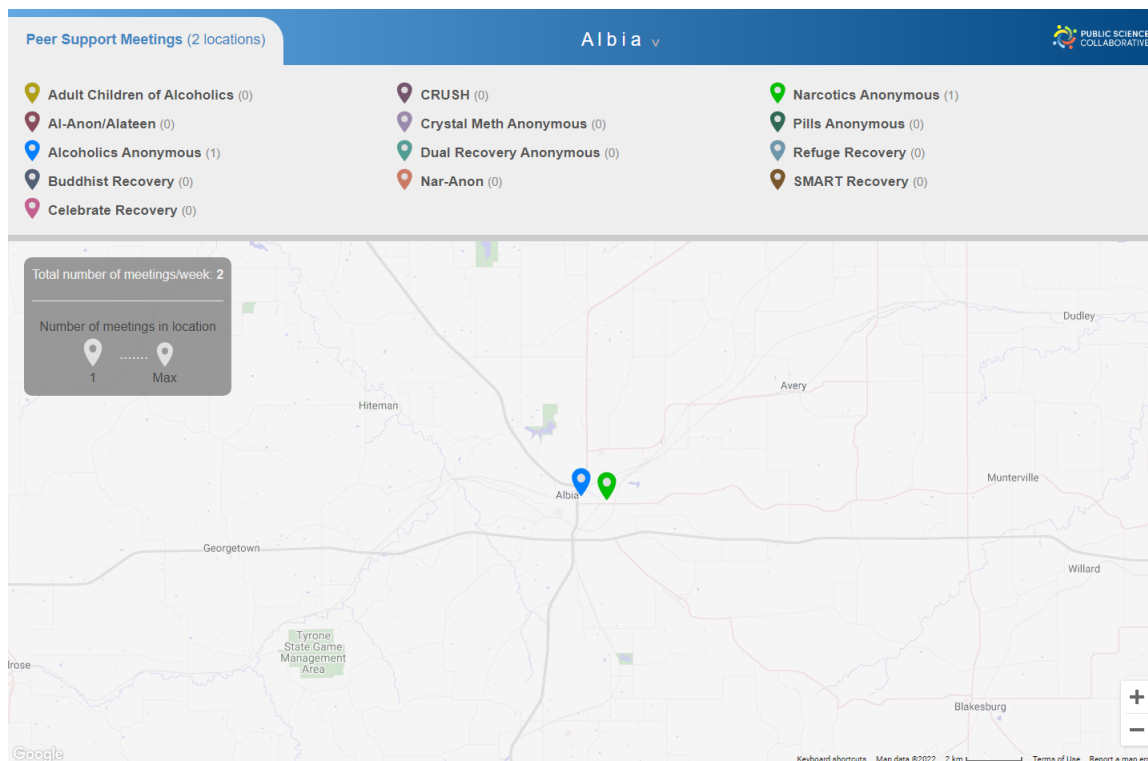 Peer Support Meetings (2 locations)
Albia v
PUBLIC SCIENCE
COLLABORATIVE
Adult Children of Alcoholics (0)
Al-Anon/Alateen (0)
Alcoholics Anonymous (1)
Buddhist Recovery (0)
Celebrate Recovery (0)
CRUSH (0)
Crystal Meth Anonymous (0)
Dual Recovery Anonymous (0)
Nar-Anon (0)
Narcotics Anonymous (1)
Pills Anonymous (0)
Refuge Recovery (0)
SMART Recovery (0)
Total number of meetings/week: 2
Number of meetings in location
1 ....... Max
Dudley
Avery
Hiteman
Albia
Munterville
Georgetown
Willard
Tyrone
State Game
Management
Area
lrose
Blakesburg
+
−
Google
Keyboard shortcuts Map data ©2022 2 km Terms of Use Report a map er